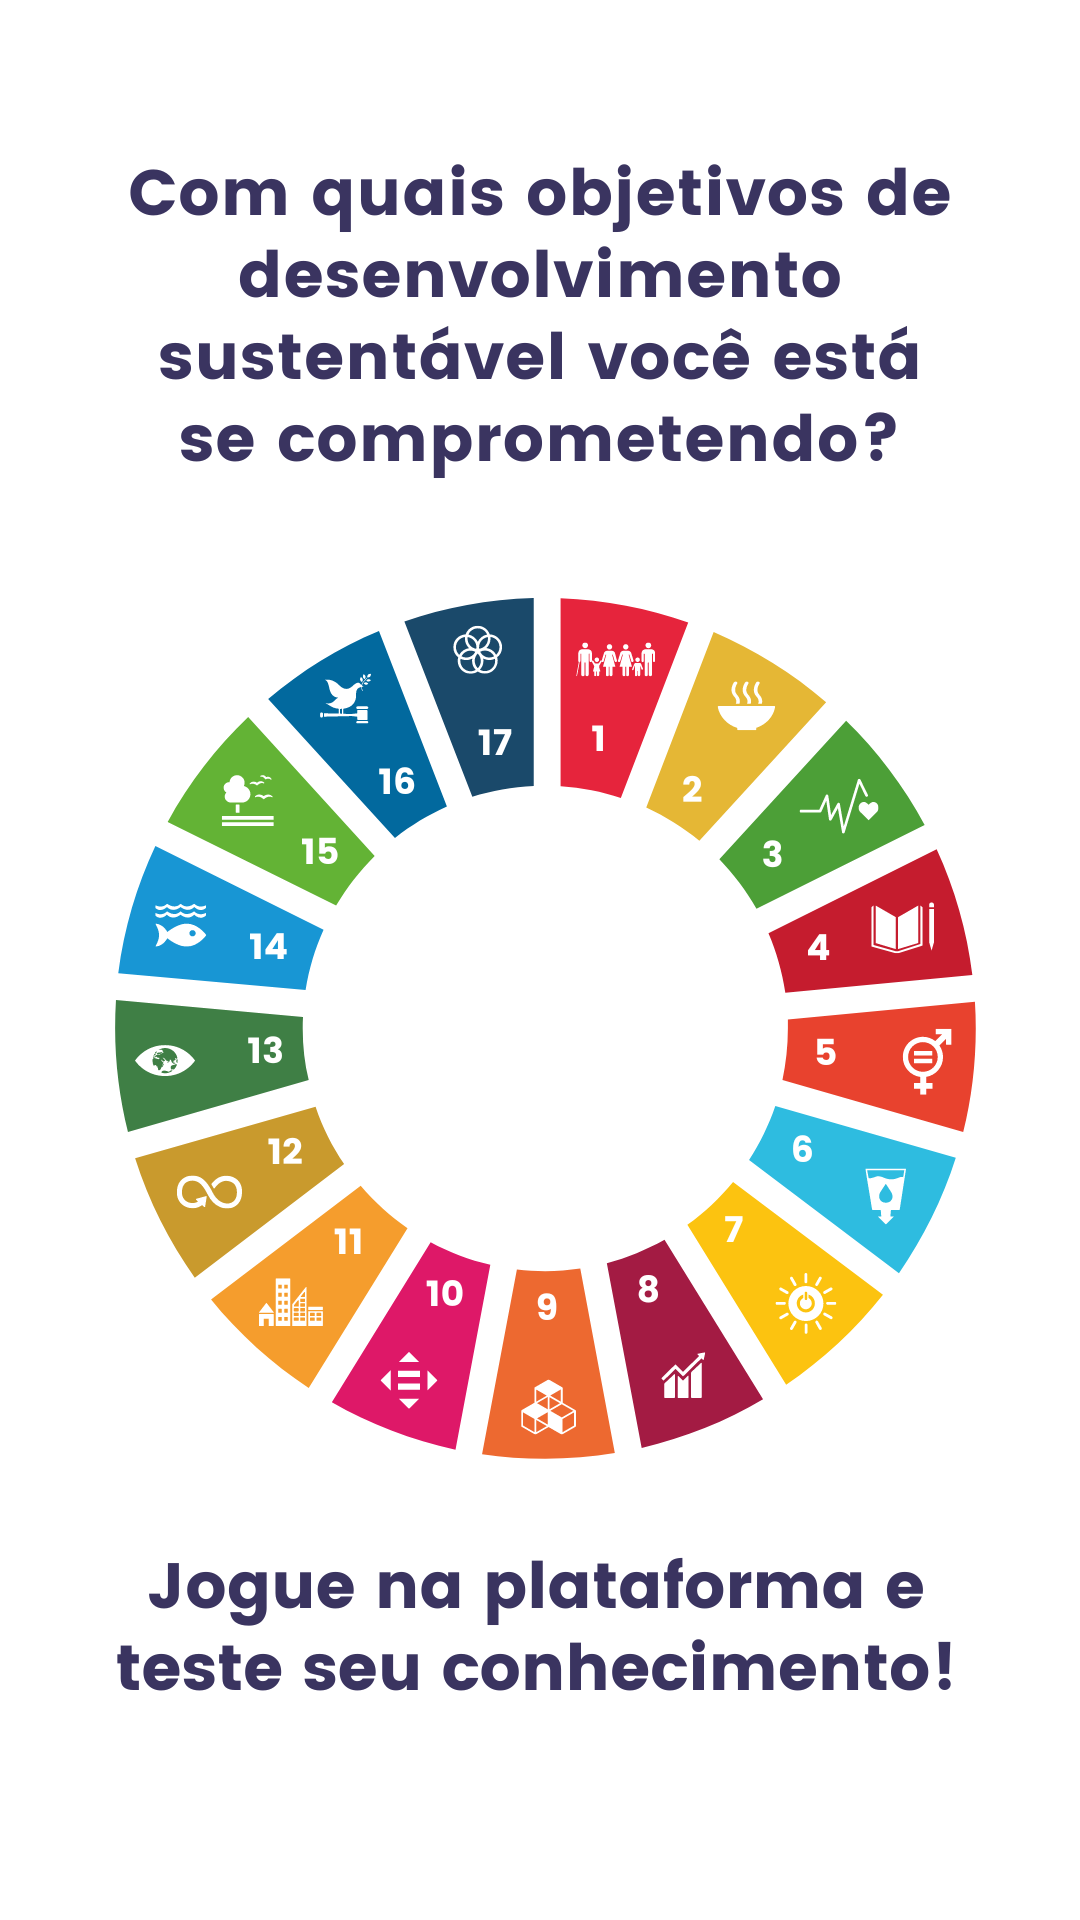 Com quais objetivos de
desenvolvimento
sustentável você está
se comprometendo?
1
2
3
4
5
6
7
8
9
10
11
12
13
14
15
16
17
Jogue na plataforma e
teste seu conhecimento!